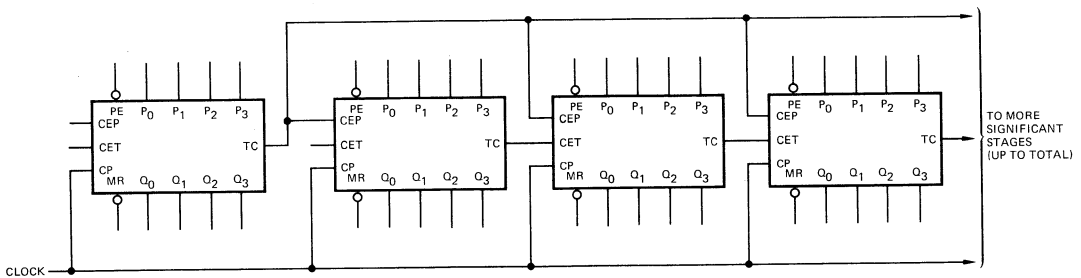 PE P0 P1 P2 P3
CEP
CET TC
CP
MR Q0 Q1 Q2 Q3
PE P0 P1 P2 P3
CEP
CET TC
CP
MR Q0 Q1 Q2 Q3
PE P0 P1 P2 P3
CEP
CET TC
CP
MR Q0 Q1 Q2 Q3
PE P0 P1 P2 P3
CEP
CET TC
CP
MR Q0 Q1 Q2 Q3
TO MORE
SIGNIFICANT
STAGES
(UP TO TOTAL)
CLOCK